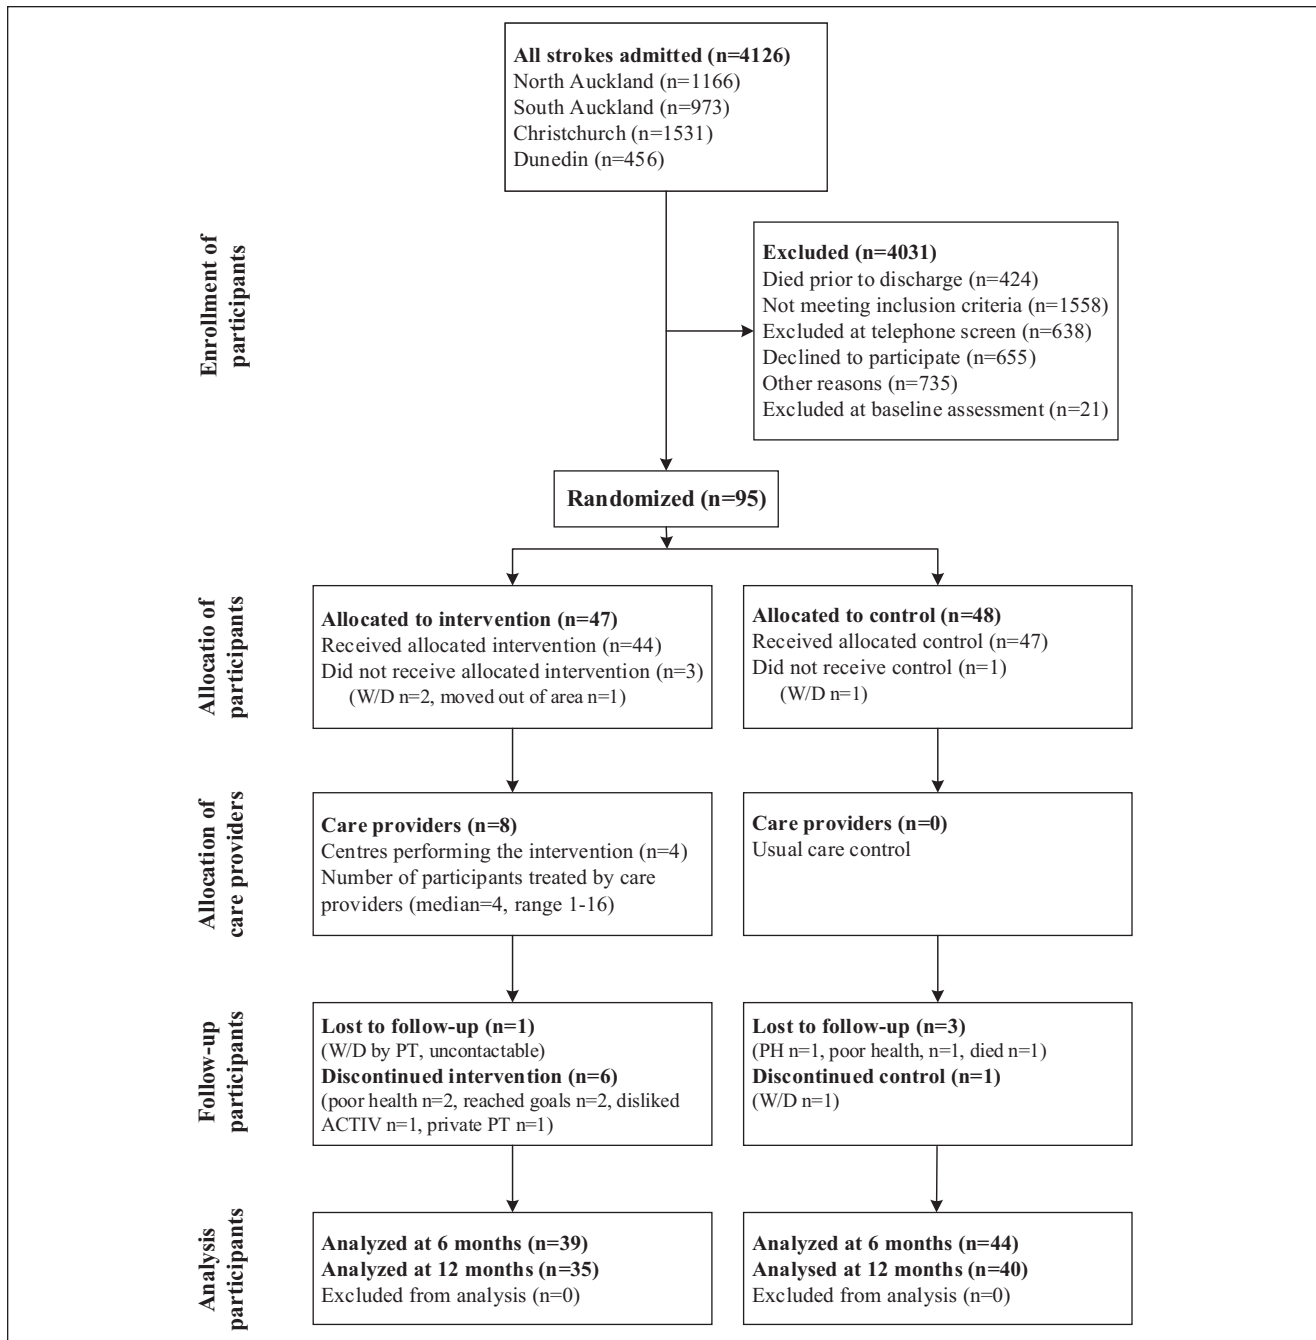 All strokes admitted (n=4126)
North Auckland (n=1166)
South Auckland (n=973)
Christchurch (n=1531)
Dunedin (n=456)
Enrollment of
participants
Excluded (n=4031)
Died prior to discharge (n=424)
Not meeting inclusion criteria (n=1558)
Excluded at telephone screen (n=638)
Declined to participate (n=655)
Other reasons (n=735)
Excluded at baseline assessment (n=21)
Randomized (n=95)
Allocatio of
participants
Allocated to intervention (n=47)
Received allocated intervention (n=44)
Did not receive allocated intervention (n=3)
(W/D n=2, moved out of area n=1)
Allocated to control (n=48)
Received allocated control (n=47)
Did not receive control (n=1)
(W/D n=1)
Allocation of
care providers
Care providers (n=8)
Centres performing the intervention (n=4)
Number of participants treated by care
providers (median=4, range 1-16)
Care providers (n=0)
Usual care control
Follow-up
participants
Lost to follow-up (n=1)
(W/D by PT, uncontactable)
Discontinued intervention (n=6)
(poor health n=2, reached goals n=2, disliked
ACTIV n=1, private PT n=1)
Lost to follow-up (n=3)
(PH n=1, poor health, n=1, died n=1)
Discontinued control (n=1)
(W/D n=1)
Analysis
participants
Analyzed at 6 months (n=39)
Analyzed at 12 months (n=35)
Excluded from analysis (n=0)
Analyzed at 6 months (n=44)
Analysed at 12 months (n=40)
Excluded from analysis (n=0)